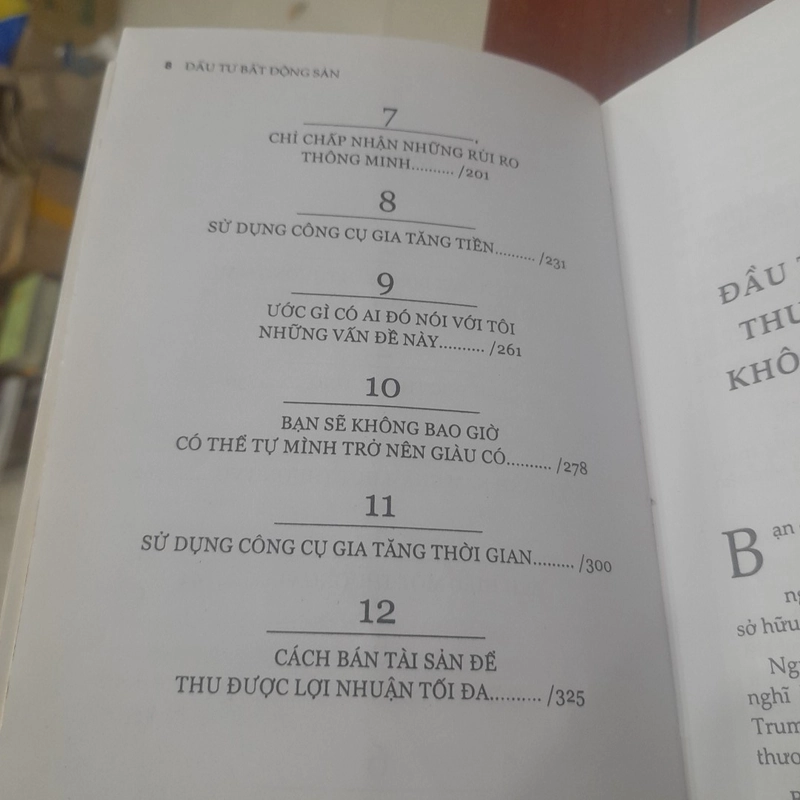 8 ĐẦU TƯ BẤT ĐỘNG SẢN
7
CHỈ CHẤP NHẬN NHỮNG RỦI RO
THÔNG MINH.......... /201
8
SỬ DỤNG CÔNG CỤ GIA TĂNG TIỀN.......... /231
9
ƯỚC GÌ CÓ AI ĐÓ NÓI VỚI TÔI
NHỮNG VẤN ĐỀ NÀY.......... /261
10
BẠN SẼ KHÔNG BAO GIỜ
CÓ THỂ TỰ MÌNH TRỞ NÊN GIÀU CÓ.......... /278
11
SỬ DỤNG CÔNG CỤ GIA TĂNG THỜI GIAN......... /300
12
CÁCH BÁN TÀI SẢN ĐỂ
THU ĐƯỢC LỢI NHUẬN TỐI ĐA.......... /325
ĐẦU
THU
KHÔ
Bạn
sở hữu
nghĩ
Trum
thươ